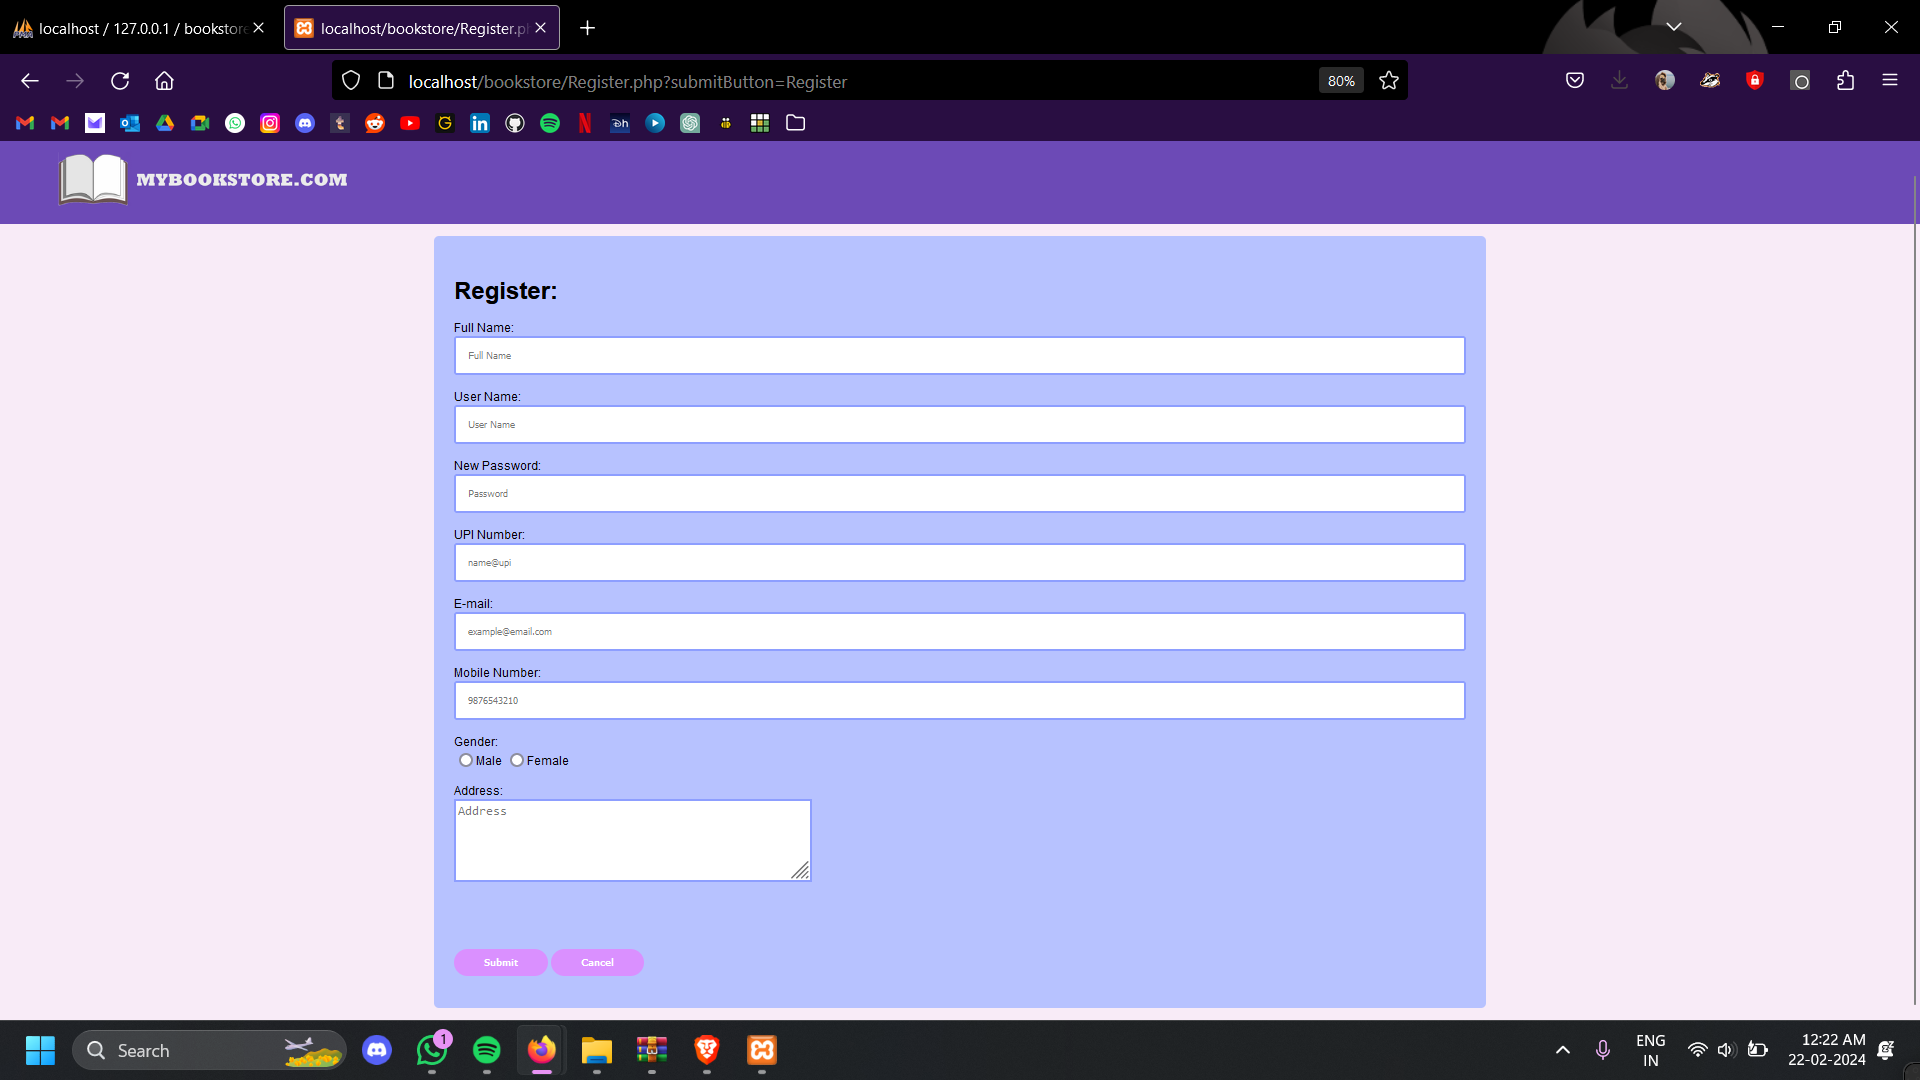 localhost / 127.0.0.1 / bookstore
localhost/bookstore/Register.p
localhost/bookstore/Register.php?submitButton=Register
80%
MYBOOKSTORE.COM
Register:
Full Name:
Full Name
User Name:
User Name
New Password:
Password
UPI Number:
name@upi
E-mail:
example@email.com
Mobile Number:
9876543210
Gender:
Male Female
Address:
Address
Submit Cancel
Search
1
ENG
IN
12:22 AM
22-02-2024